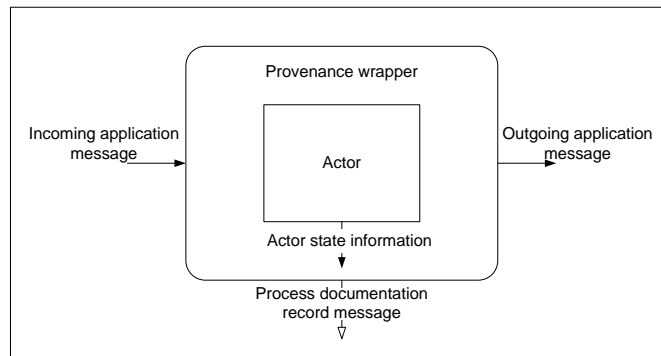 Provenance wrapper
Incoming application
message
Actor
Outgoing application
message
Actor state information
Process documentation
record message